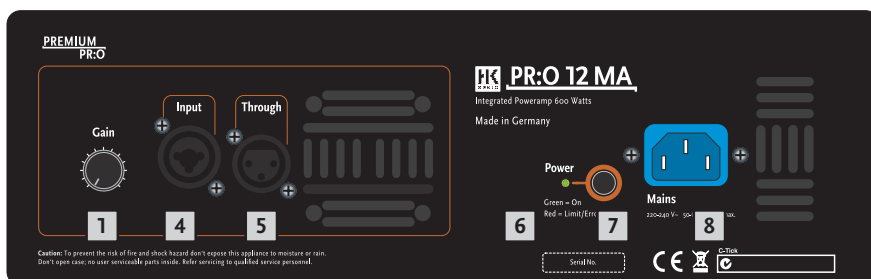 PREMIUM
PR:O
Gain
Input
Through
HK
PR:O 12 MA
Integrated Poweramp 600 Watts
Made in Germany
Power
Green = On
Red = Limit/Erro
Mains
220-240 V~
1
4
5
6
7
8
Caution: To prevent the risk of fire and shock hazard don't expose this appliance to moisture or rain.
Don't open case; no user serviceable parts inside. Refer servicing to qualified service personnel.
Serial No.
CE
C-Tick